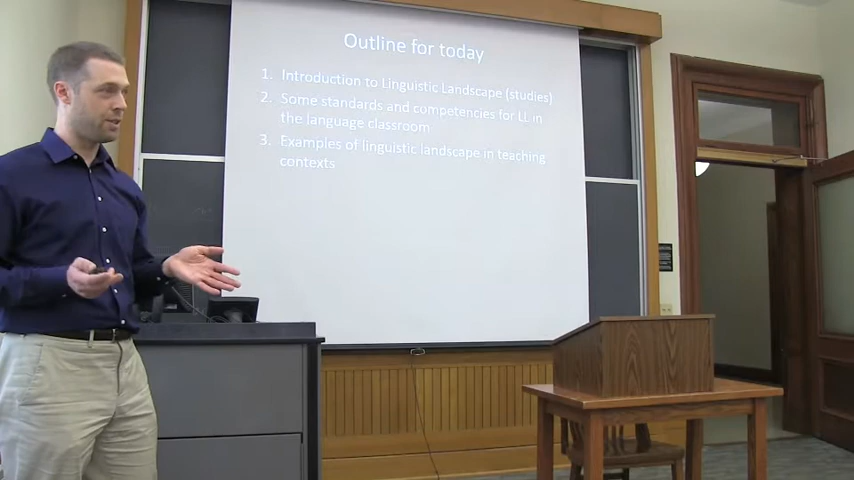 Outline for today
1. Introduction to Linguistic Landscape (studies)
2. Some standards and competencies for LL in
the language classroom
3. Examples of linguistic landscape in teaching
contexts